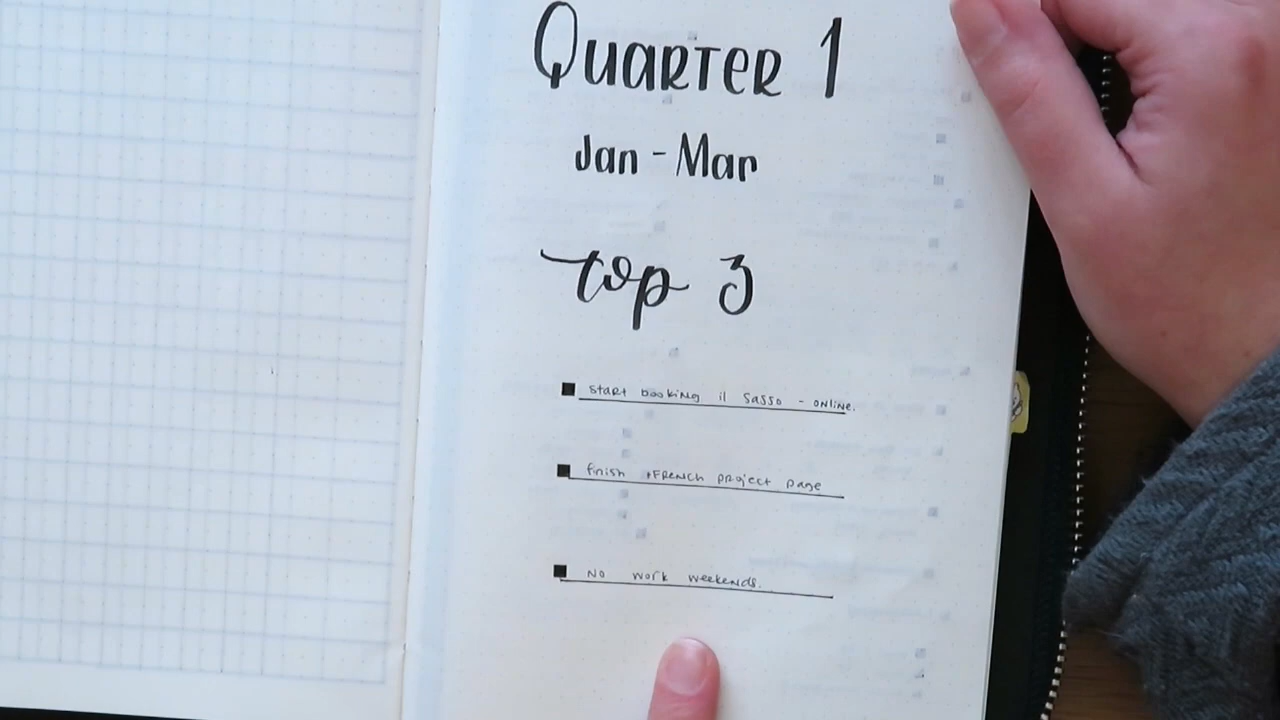 QUARTER 1
Jan - Mar
top 3
start booking il sasso - online.
finish +French project page
No work weekends.